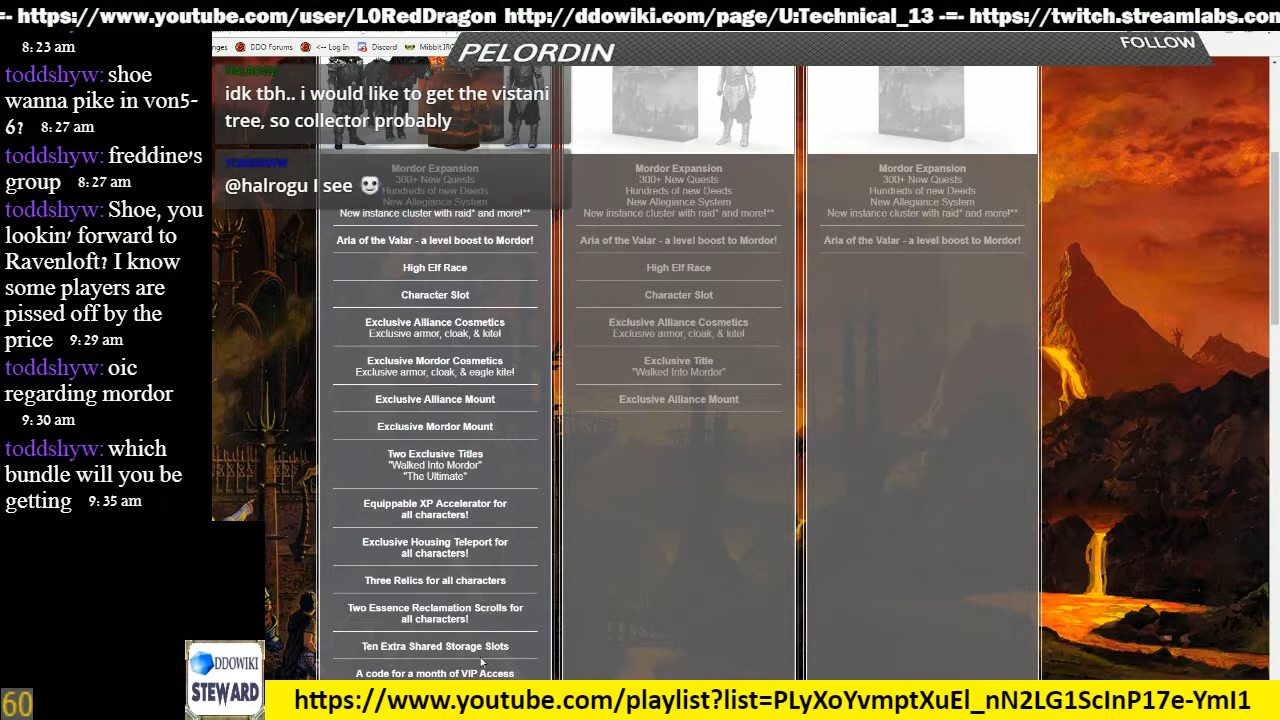 =- https://www.youtube.com/user/L0RedDragon http://ddowiki.com/page/U:Technical_13 -=- https://twitch.streamlabs.con
nges DDO Forums <-- Log In Discord Mibbit IRC
PELORDIN
FOLLOW
8:23 am
toddshyw: shoe
wanna pike in von5-
6? 8:27 am
toddshyw: freddine's
group 8:27 am
toddshyw: Shoe, you
lookin' forward to
Ravenloft? I know
some players are
pissed off by the
price 9:29 am
toddshyw: oic
regarding mordor
9:30 am
toddshyw: which
bundle will you be
getting 9:35 am
HALROGU
idk tbh.. i would like to get the vistani
tree, so collector probably
TODDSHYW
@halrogu I see
Mordor Expansion
300+ New Quests
Hundreds of new Deeds
New Allegiance System
New instance cluster with raid* and more!**
Aria of the Valar - a level boost to Mordor!
High Elf Race
Character Slot
Exclusive Alliance Cosmetics
Exclusive armor, cloak, & kite!
Exclusive Mordor Cosmetics
Exclusive armor, cloak, & eagle kite!
Exclusive Alliance Mount
Exclusive Mordor Mount
Two Exclusive Titles
"Walked Into Mordor"
"The Ultimate"
Equippable XP Accelerator for
all characters!
Exclusive Housing Teleport for
all characters!
Three Relics for all characters
Two Essence Reclamation Scrolls for
all characters!
Ten Extra Shared Storage Slots
A code for a month of VIP Access
Mordor Expansion
300+ New Quests
Hundreds of new Deeds
New Allegiance System
New instance cluster with raid* and more!**
Aria of the Valar - a level boost to Mordor!
High Elf Race
Character Slot
Exclusive Alliance Cosmetics
Exclusive armor, cloak, & kite!
Exclusive Title
"Walked Into Mordor"
Exclusive Alliance Mount
Mordor Expansion
300+ New Quests
Hundreds of new Deeds
New Allegiance System
New instance cluster with raid* and more!**
Aria of the Valar - a level boost to Mordor!
60
DDOWIKI
STEWARD
https://www.youtube.com/playlist?list=PLyXoYvmptXuEl_nN2LG1ScInP17e-YmI1